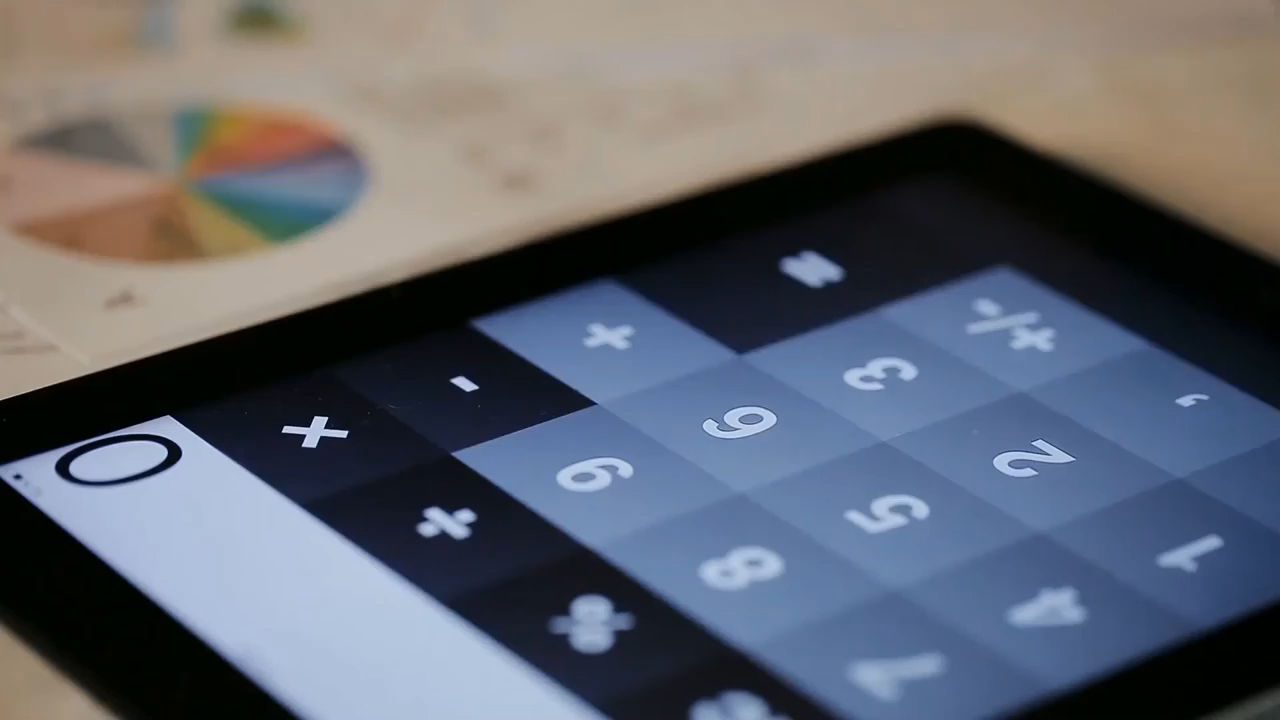 0
% ÷ ×
7 8 9 -
4 5 6 +
1 2 3 =
, +/-